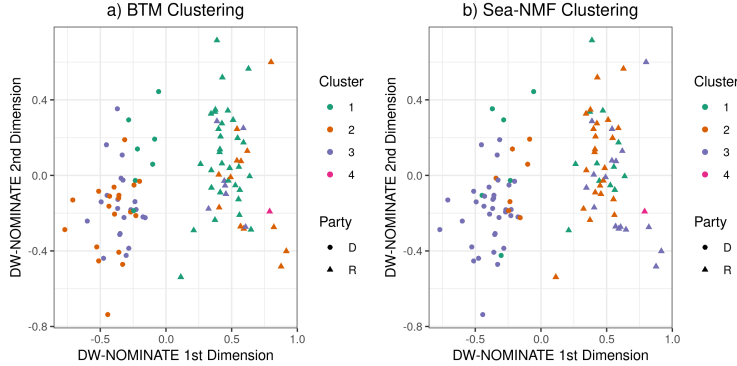 a) BTM Clustering
DW-NOMINATE 2nd Dimension
0.4
0.0
-0.4
-0.8
-0.5
0.0
0.5
1.0
DW-NOMINATE 1st Dimension
Cluster
1
2
3
4
Party
D
R
b) Sea-NMF Clustering
DW-NOMINATE 2nd Dimension
0.4
0.0
-0.4
-0.8
-0.5
0.0
0.5
1.0
DW-NOMINATE 1st Dimension
Cluster
1
2
3
4
Party
D
R